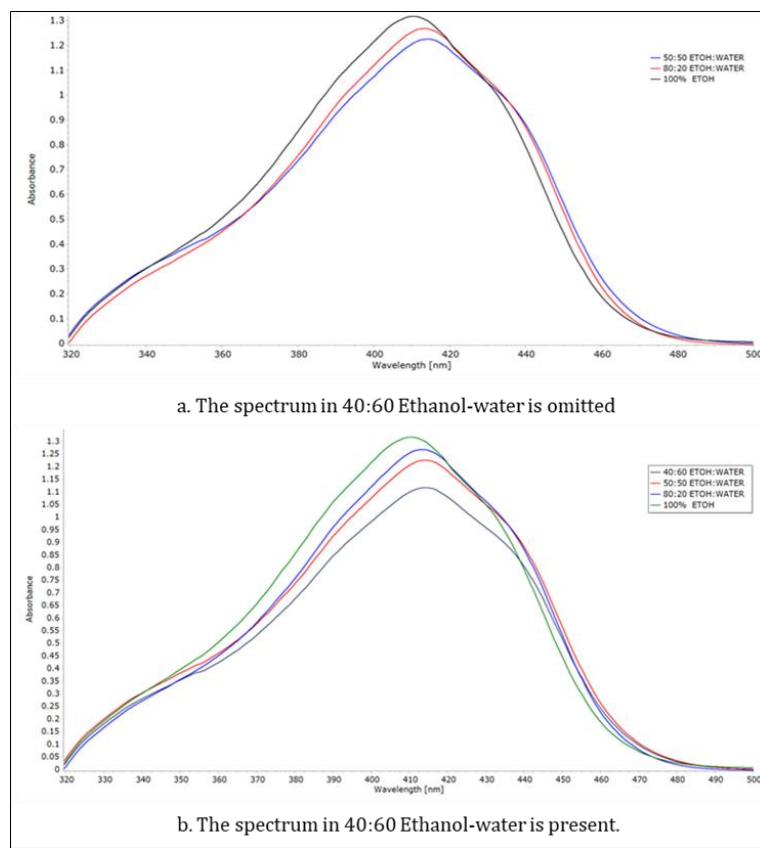 1.3
1.2
1.1
1
0.9
0.8
0.7
0.6
0.5
0.4
0.3
0.2
0.1
0
Absorbance
50:50 ETOH:WATER
80:20 ETOH:WATER
100% ETOH
320 340 360 380 400 420 440 460 480 500
Wavelength [nm]
a. The spectrum in 40:60 Ethanol-water is omitted
1.3
1.25
1.2
1.15
1.1
1.05
1
0.95
0.9
0.85
0.8
0.75
0.7
0.65
0.6
0.55
0.5
0.45
0.4
0.35
0.3
0.25
0.2
0.15
0.1
0.05
0
Absorbance
40:60 ETOH:WATER
50:50 ETOH:WATER
80:20 ETOH:WATER
100% ETOH
320 330 340 350 360 370 380 390 400 410 420 430 440 450 460 470 480 490 500
Wavelength [nm]
b. The spectrum in 40:60 Ethanol-water is present.